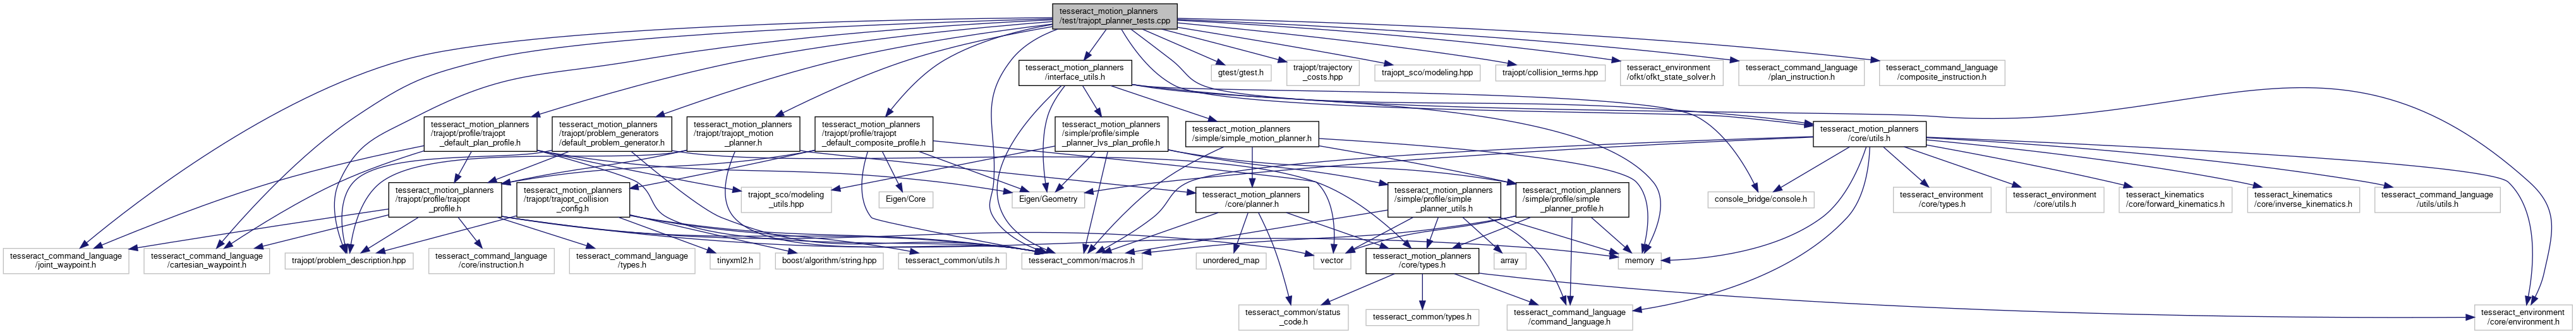 tesseract_motion_planners
/test/trajopt_planner_tests.cpp
tesseract_motion_planners
/interface_utils.h
gtest/gtest.h
trajopt/trajectory
_costs.hpp
trajopt_sco/modeling.hpp
trajopt/collision_terms.hpp
tesseract_environment
/ofkt/ofkt_state_solver.h
tesseract_command_language
/plan_instruction.h
tesseract_command_language
/composite_instruction.h
tesseract_motion_planners
/trajopt/profile/trajopt
_default_plan_profile.h
tesseract_motion_planners
/trajopt/problem_generators
/default_problem_generator.h
tesseract_motion_planners
/trajopt/trajopt_motion
_planner.h
tesseract_motion_planners
/trajopt/profile/trajopt
_default_composite_profile.h
tesseract_motion_planners
/simple/profile/simple
_planner_lvs_plan_profile.h
tesseract_motion_planners
/simple/simple_motion_planner.h
tesseract_motion_planners
/core/utils.h
tesseract_motion_planners
/trajopt/profile/trajopt
_profile.h
tesseract_motion_planners
/trajopt/trajopt_collision
_config.h
trajopt_sco/modeling
_utils.hpp
Eigen/Core
Eigen/Geometry
tesseract_motion_planners
/core/planner.h
tesseract_motion_planners
/simple/profile/simple
_planner_utils.h
tesseract_motion_planners
/simple/profile/simple
_planner_profile.h
console_bridge/console.h
tesseract_environment
/core/types.h
tesseract_environment
/core/utils.h
tesseract_kinematics
/core/forward_kinematics.h
tesseract_kinematics
/core/inverse_kinematics.h
tesseract_command_language
/utils/utils.h
tesseract_command_language
/joint_waypoint.h
tesseract_command_language
/cartesian_waypoint.h
trajopt/problem_description.hpp
tesseract_command_language
/core/instruction.h
tesseract_command_language
/types.h
tinyxml2.h
boost/algorithm/string.hpp
tesseract_common/utils.h
tesseract_common/macros.h
unordered_map
vector
tesseract_motion_planners
/core/types.h
array
memory
tesseract_common/status
_code.h
tesseract_common/types.h
tesseract_command_language
/command_language.h
tesseract_environment
/core/environment.h